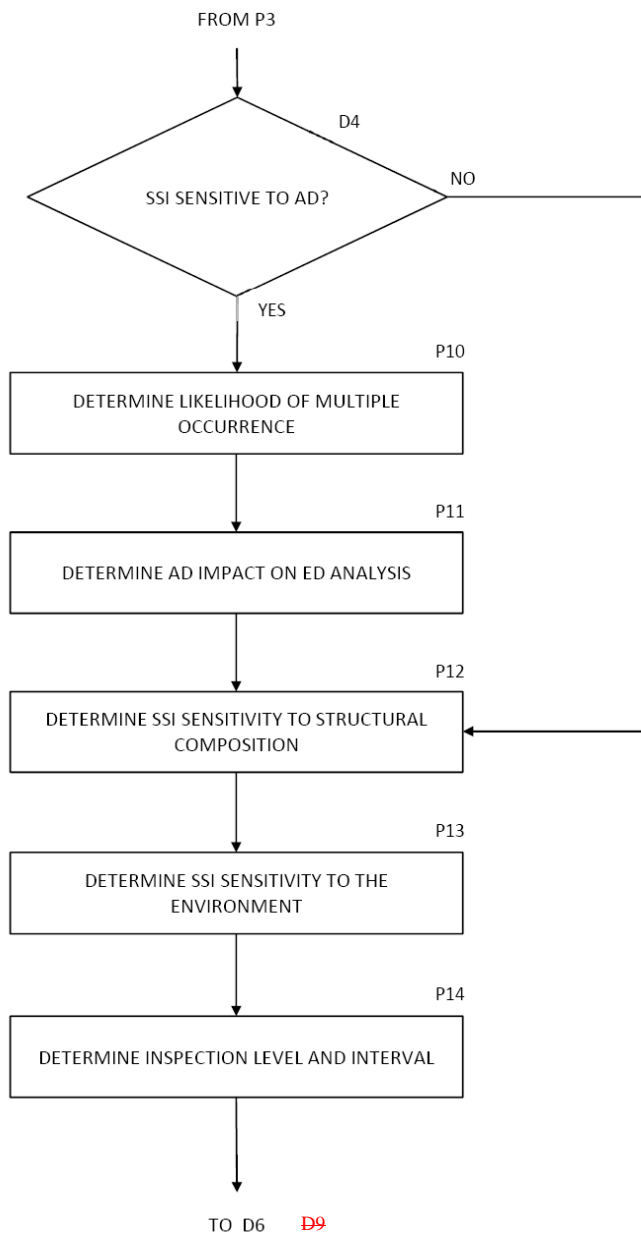 FROM P3
D4
SSI SENSITIVE TO AD?
NO
YES
P10
DETERMINE LIKELIHOOD OF MULTIPLE
OCCURRENCE
P11
DETERMINE AD IMPACT ON ED ANALYSIS
P12
DETERMINE SSI SENSITIVITY TO STRUCTURAL
COMPOSITION
P13
DETERMINE SSI SENSITIVITY TO THE
ENVIRONMENT
P14
DETERMINE INSPECTION LEVEL AND INTERVAL
TO D6 D9